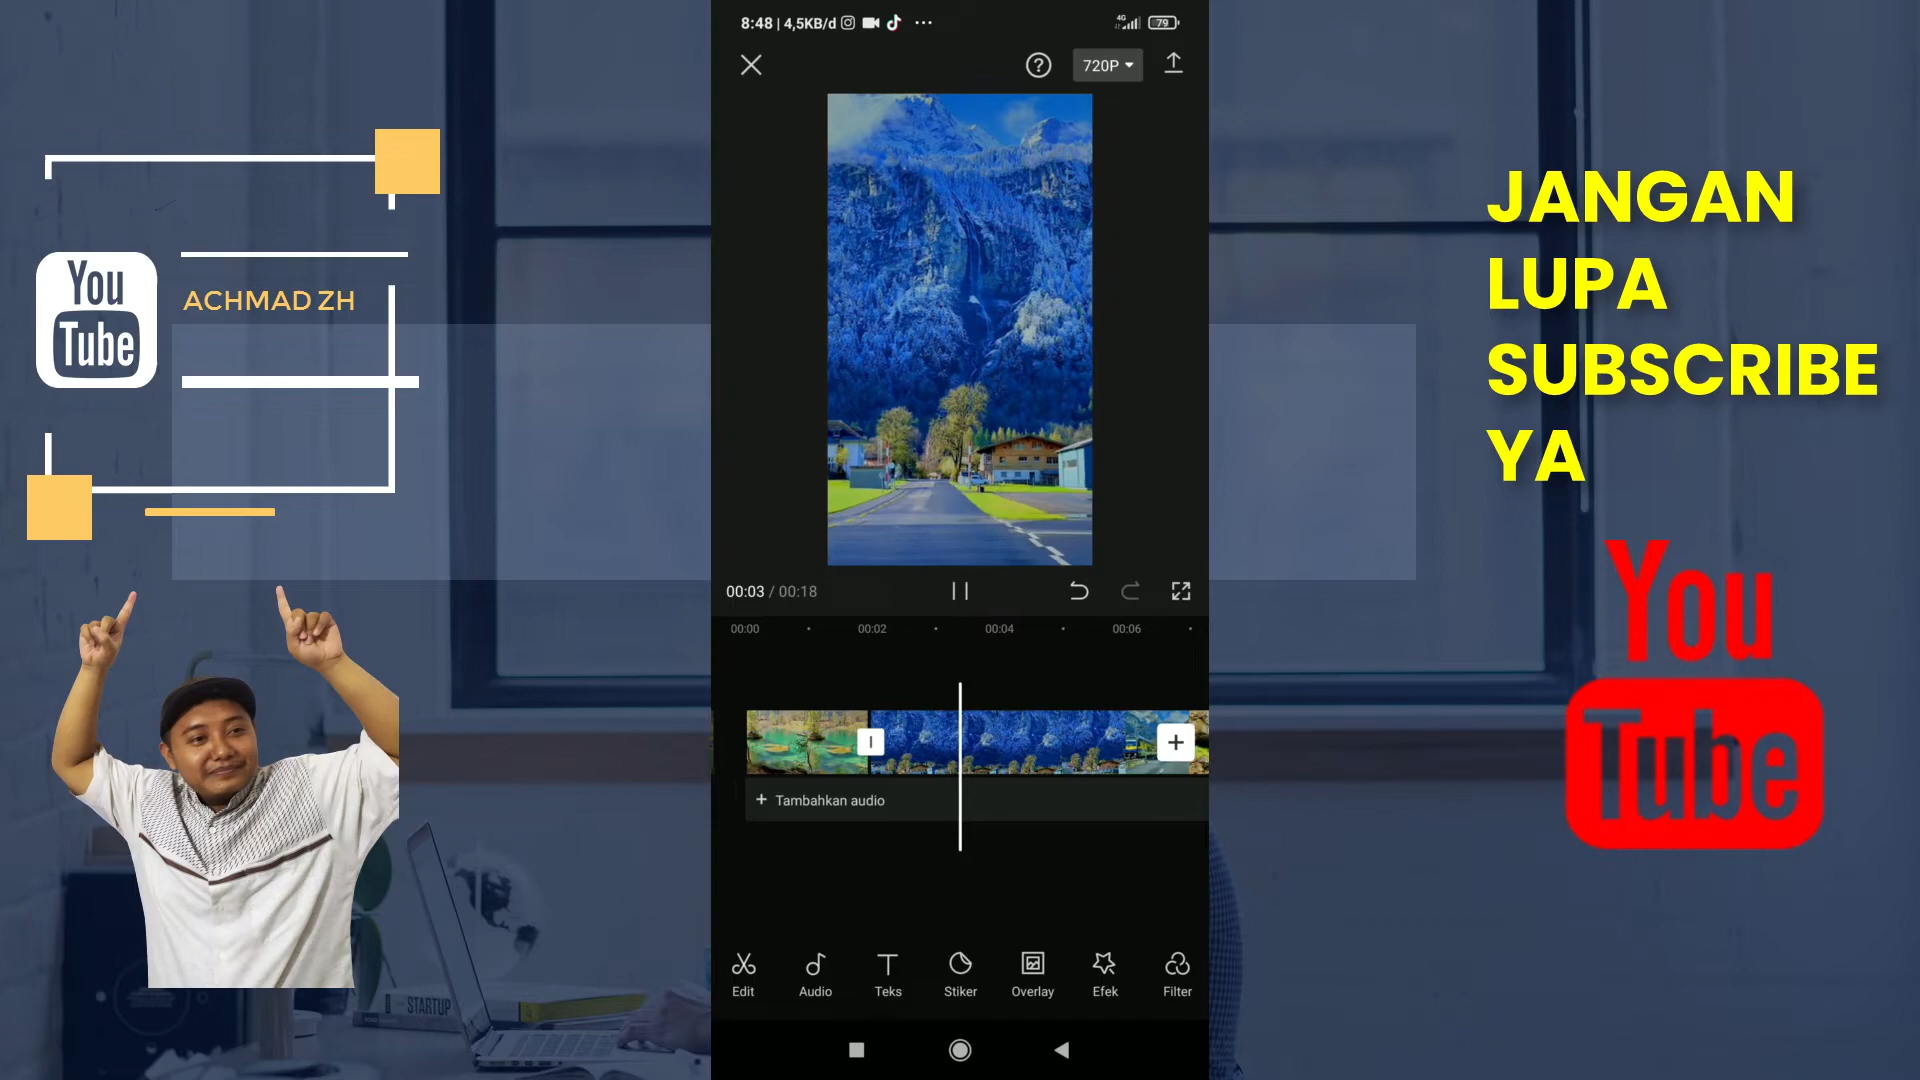 8:48 | 4,5KB/d
4G
79
720P
You
Tube
ACHMAD ZH
JANGAN
LUPA
SUBSCRIBE
YA
You
Tube
00:03 / 00:18
00:00
00:02
00:04
00:06
+ Tambahkan audio
Edit
Audio
Teks
Stiker
Overlay
Efek
Filter
STARTUP